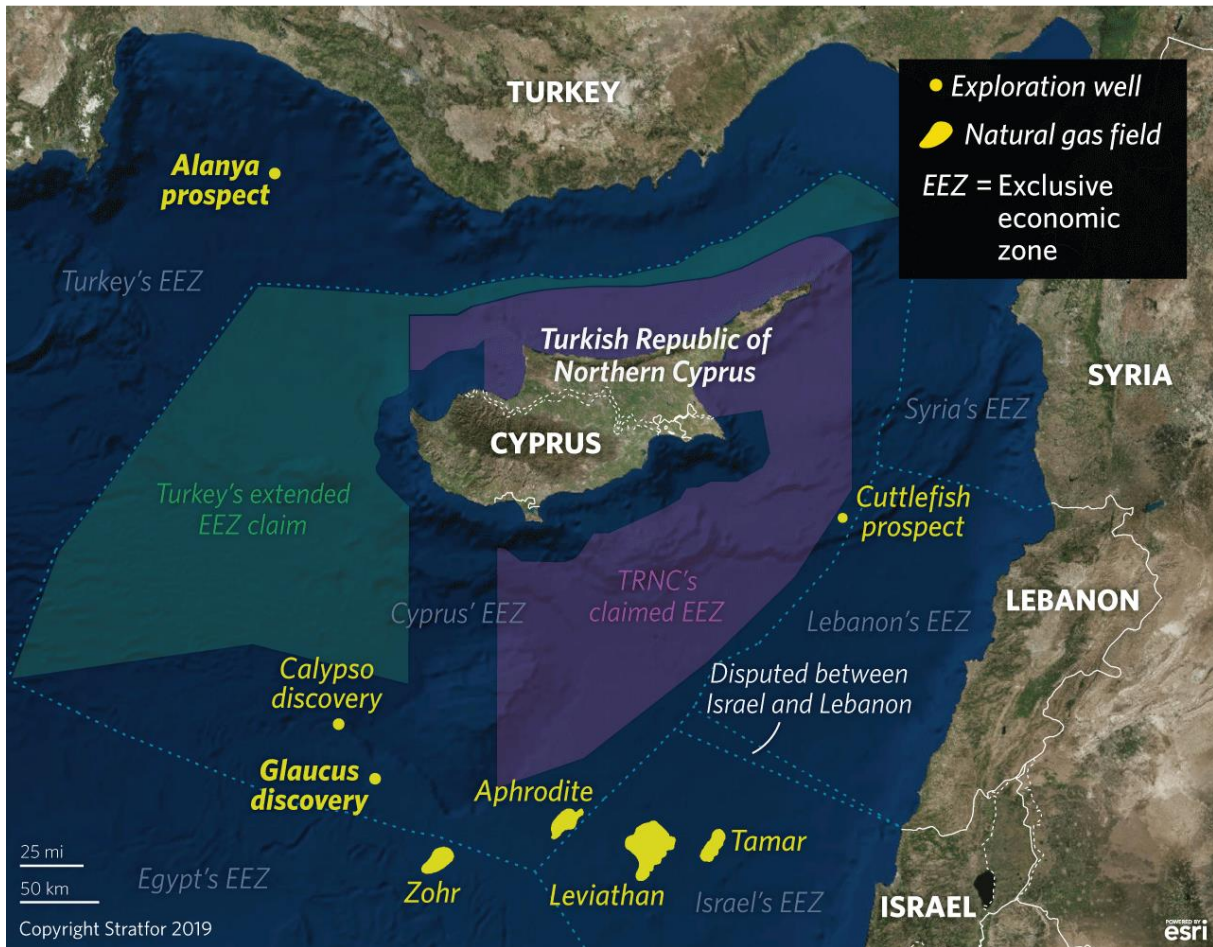 TURKEY
Exploration well
Natural gas field
EEZ = Exclusive
economic
zone
Alanya
prospect
Turkey's EEZ
Turkish Republic of
Northern Cyprus
SYRIA
Syria's EEZ
CYPRUS
Turkey's extended
EEZ claim
Cuttlefish
prospect
TRNC's
claimed EEZ
Cyprus' EEZ
LEBANON
Lebanon's EEZ
Calypso
discovery
Disputed between
Israel and Lebanon
Glaucus
discovery
Aphrodite
Tamar
Zohr
Leviathan
Israel's EEZ
ISRAEL
Egypt's EEZ
25 mi
50 km
Copyright Stratfor 2019
POWERED BY
esri